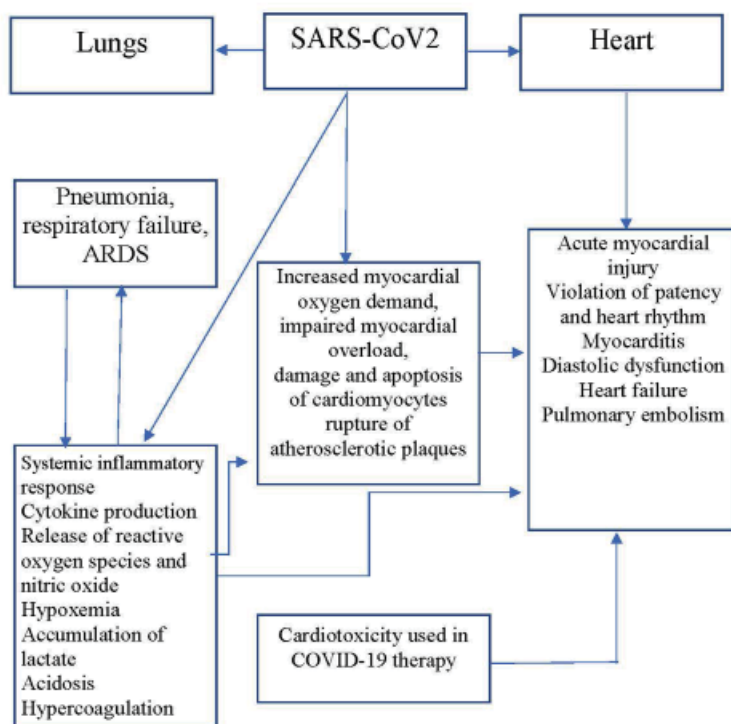 Lungs
SARS-CoV2
Heart
Pneumonia,
respiratory failure,
ARDS
Increased myocardial
oxygen demand,
impaired myocardial
overload,
damage and apoptosis
of cardiomyocytes
rupture of
atherosclerotic plaques
Acute myocardial
injury
Violation of patency
and heart rhythm
Myocarditis
Diastolic dysfunction
Heart failure
Pulmonary embolism
Systemic inflammatory
response
Cytokine production
Release of reactive
oxygen species and
nitric oxide
Hypoxemia
Accumulation of
lactate
Acidosis
Hypercoagulation
Cardiotoxicity used in
COVID-19 therapy